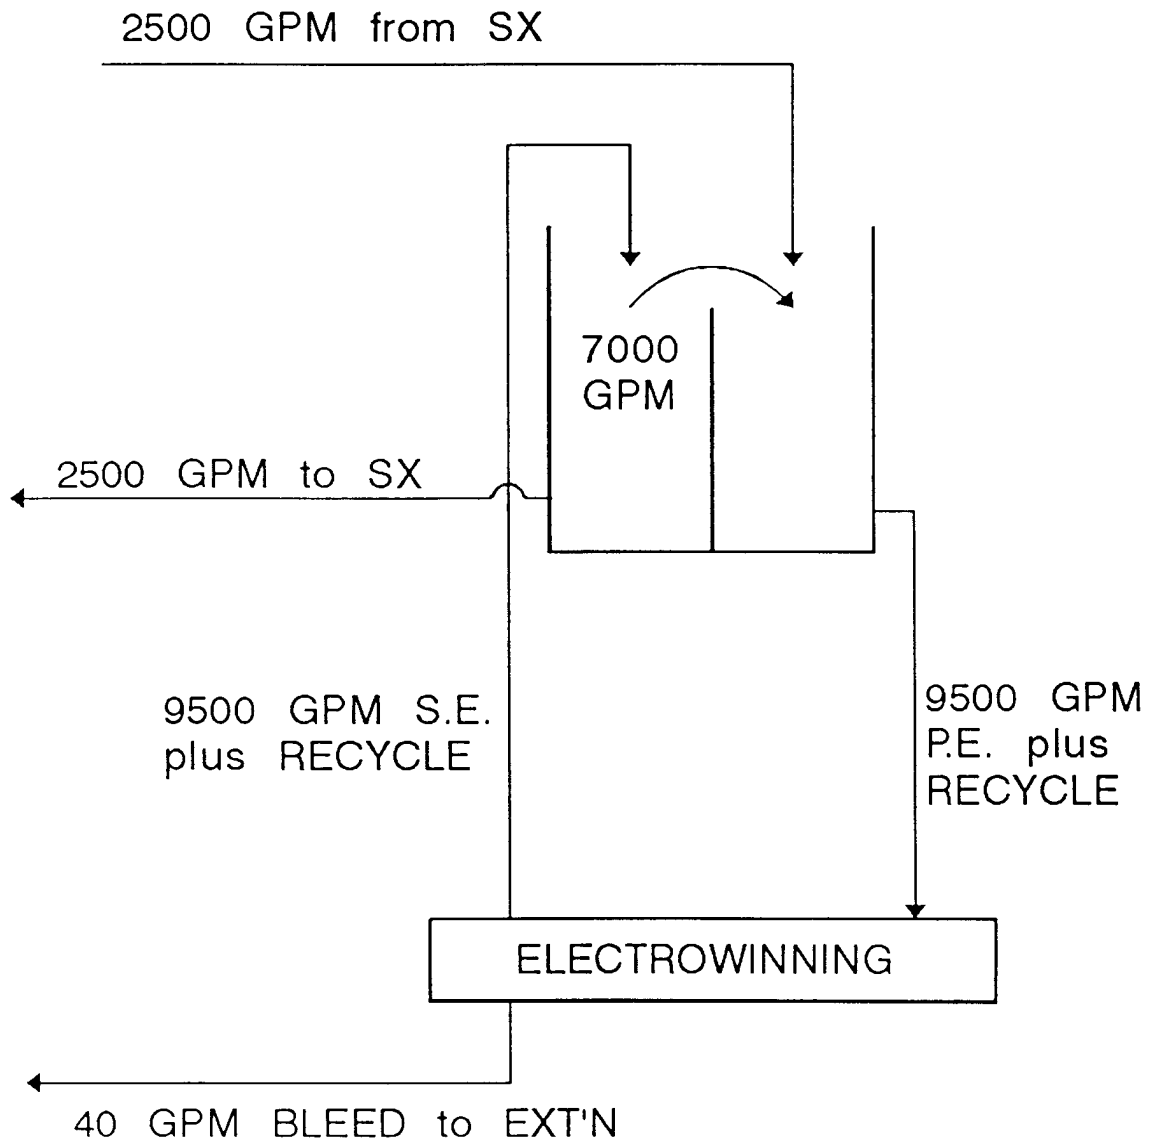 2500 GPM from SX
7000
GPM
2500 GPM to SX
9500 GPM S.E.
plus RECYCLE
9500 GPM
P.E. plus
RECYCLE
ELECTROWINNING
40 GPM BLEED to EXT'N